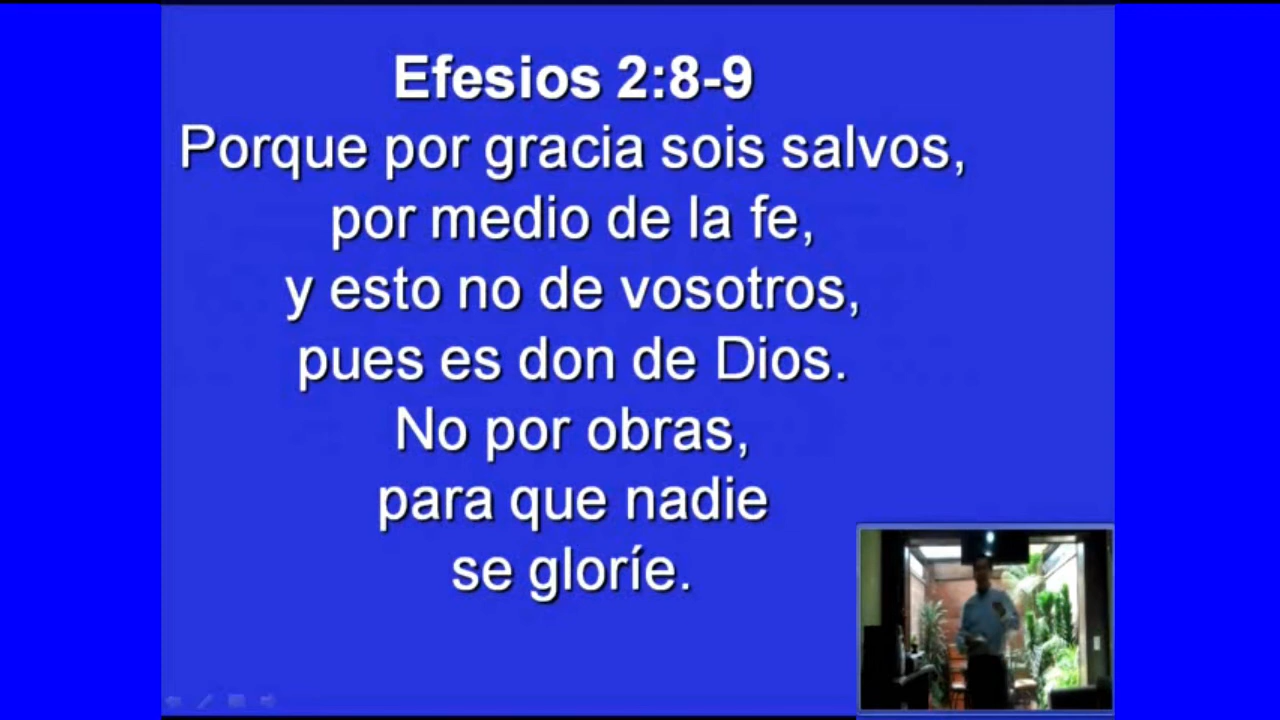 Efesios 2:8-9
Porque por gracia sois salvos,
por medio de la fe,
y esto no de vosotros,
pues es don de Dios.
No por obras,
para que nadie
se gloríe.